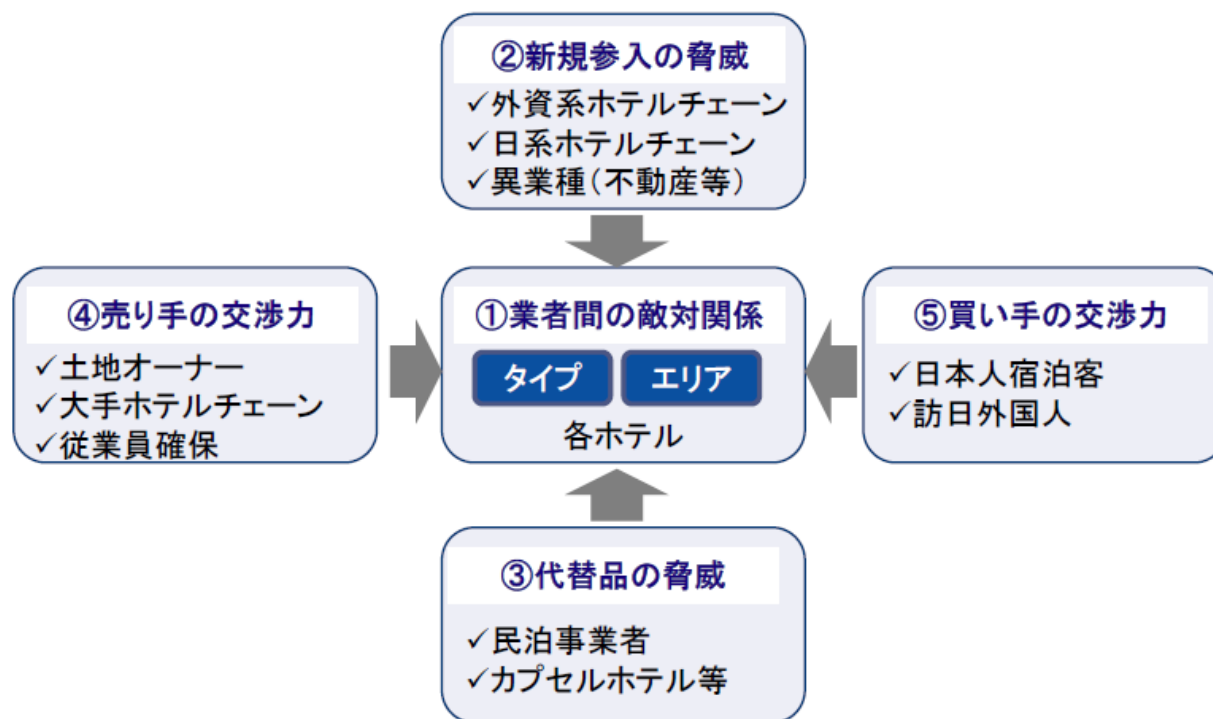 ②新規参入の脅威
✓外資系ホテルチェーン
✓日系ホテルチェーン
✓異業種(不動産等)
④売り手の交渉力
✓土地オーナー
✓大手ホテルチェーン
✓従業員確保
①業者間の敵対関係
タイプ エリア
各ホテル
⑤買い手の交渉力
✓日本人宿泊客
✓訪日外国人
③代替品の脅威
✓民泊事業者
✓カプセルホテル等